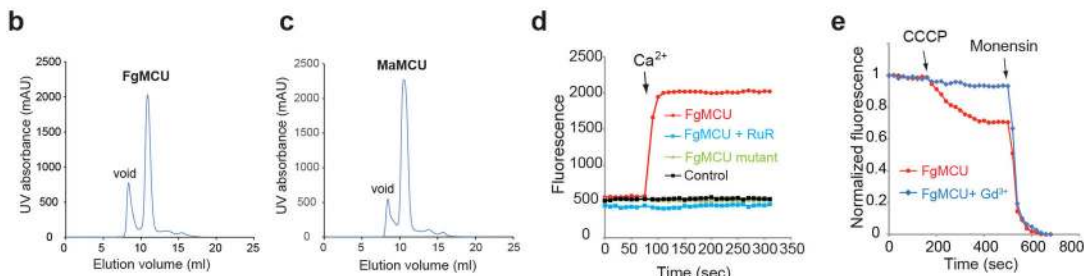 b
FgMCU
void
UV absorbance (mAU)
2500
2000
1500
1000
500
0
0 5 10 15 20 25
Elution volume (ml)
c
MaMCU
void
UV absorbance (mAU)
2500
2000
1500
1000
500
0
0 5 10 15 20 25
Elution volume (ml)
d
Ca²⁺
Fluorescence
2500
2000
1500
1000
500
0
FgMCU
FgMCU + RuR
FgMCU mutant
Control
0 50 100 150 200 250 300 350
Time (sec)
e
CCCP
Monensin
Normalized fluorescence
1
0.8
0.6
0.4
0.2
0
FgMCU
FgMCU+ Gd³⁺
0 200 400 600 800
Time (sec)